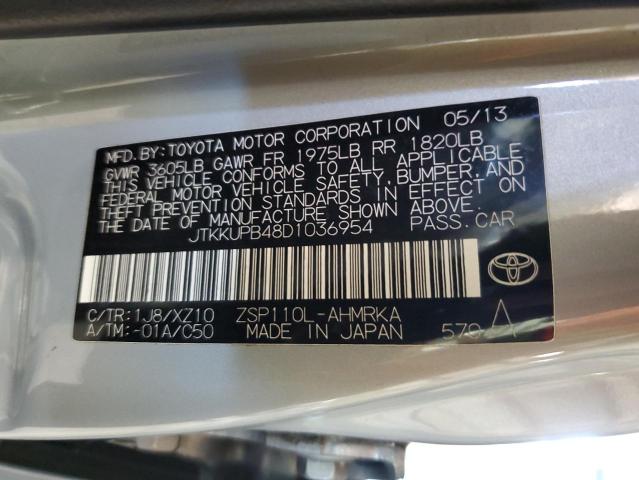 MFD.BY:TOYOTA MOTOR CORPORATION 05/13
GVWR 3605LB GAWR FR 1975LB RR 1820LB
THIS VEHICLE CONFORMS TO ALL APPLICABLE
FEDERAL MOTOR VEHICLE SAFETY, BUMPER, AND
THEFT PREVENTION STANDARDS IN EFFECT ON
THE DATE OF MANUFACTURE SHOWN ABOVE.
JTKKUPB48D1036954 PASS.CAR
C/TR:1J8/XZ10 ZSP110L-AHMRKA
A/TM:-01A/C50 MADE IN JAPAN 579 A